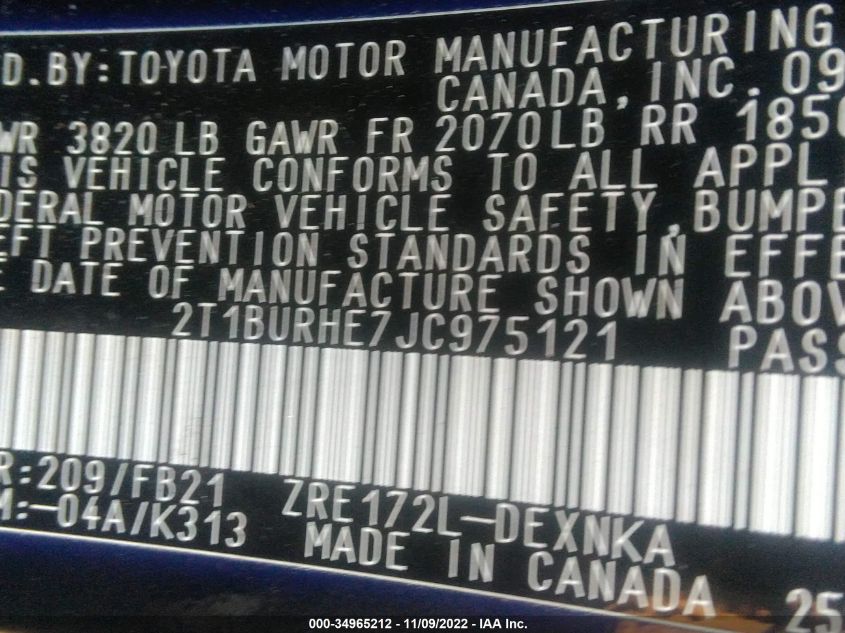 D.BY:TOYOTA MOTOR MANUFACTURING
CANADA,INC. 09
WR 3820 LB GAWR FR 2070LB RR 185
IS VEHICLE CONFORMS TO ALL APPL
DERAL MOTOR VEHICLE SAFETY,BUMPE
EFT PREVENTION STANDARDS IN EFFE
E DATE OF MANUFACTURE SHOWN ABOV
2T1BURHE7JC975121 PASS
R:209/FB21 ZRE172L-DEXNKA
M:-04A/K313 MADE IN CANADA 25
000-34965212 - 11/09/2022 - IAA Inc.